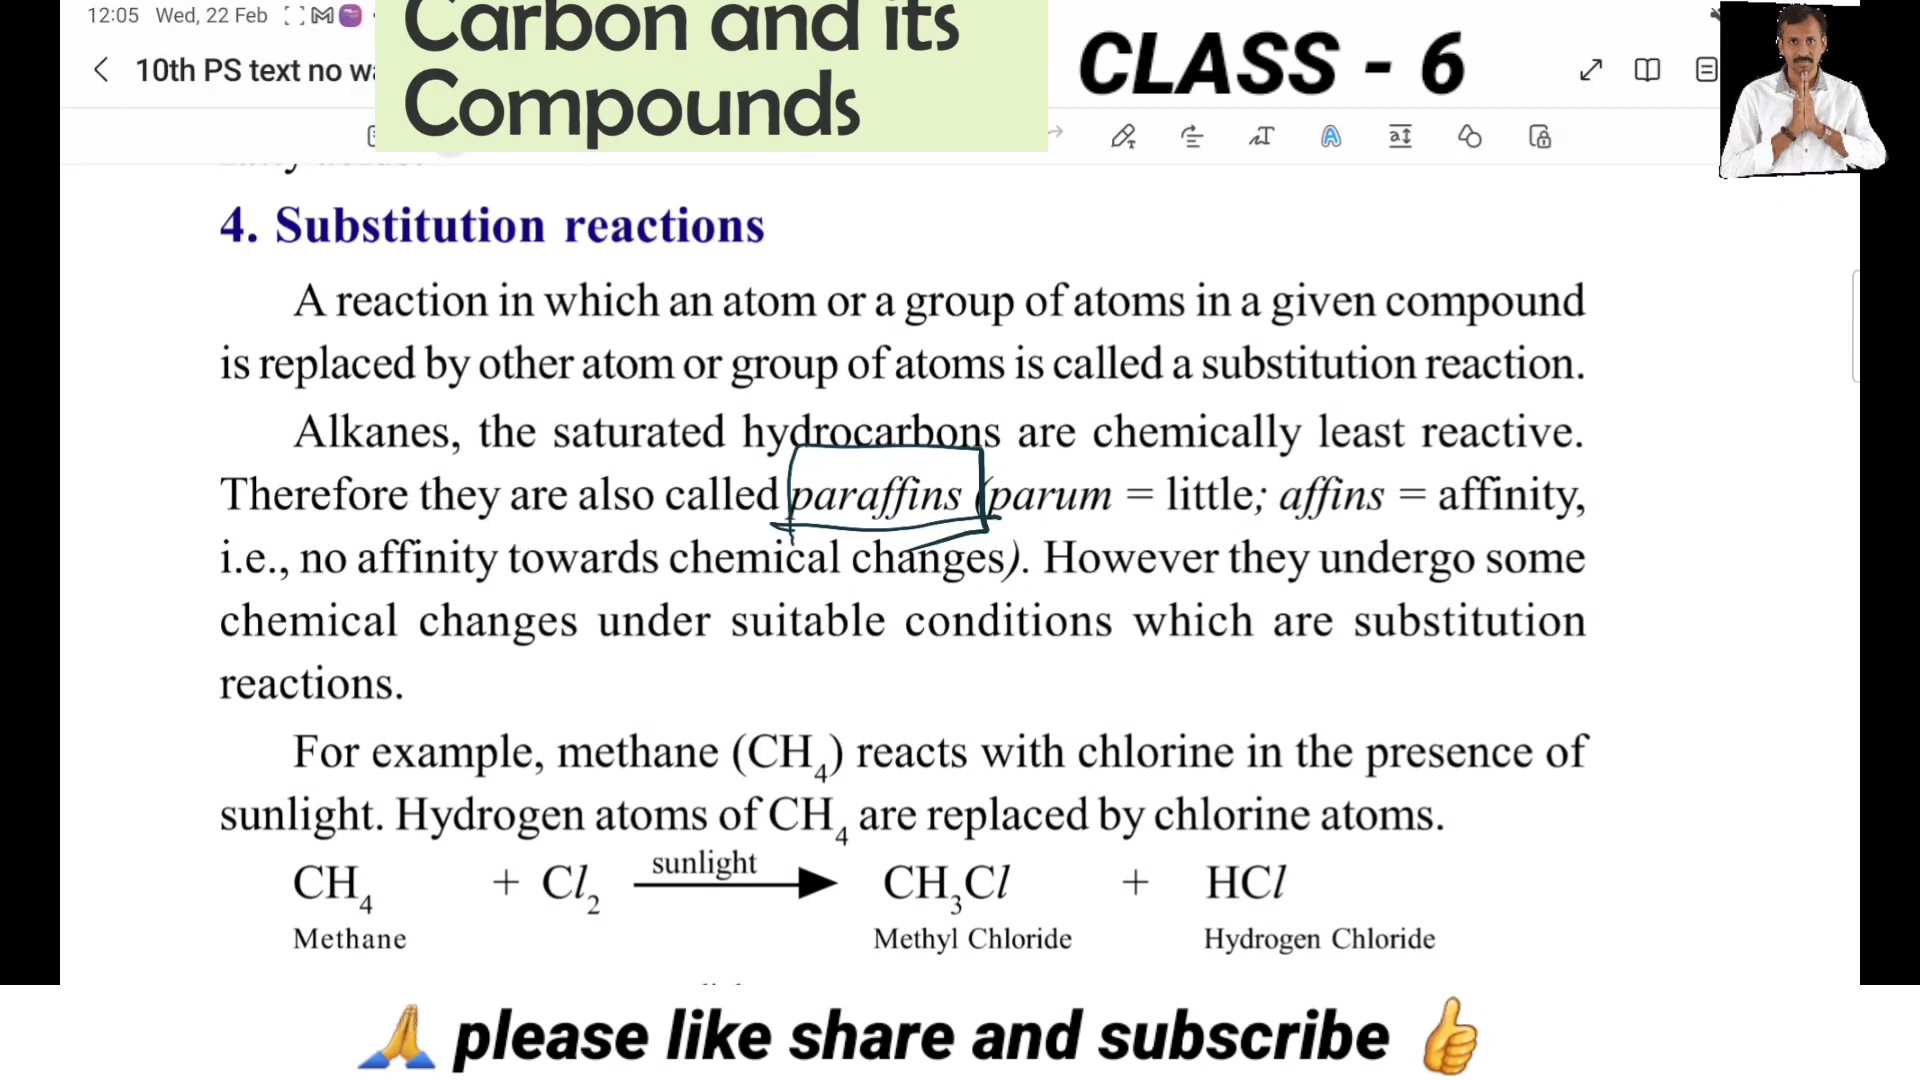 12:05 Wed, 22 Feb
Carbon and its
Compounds
CLASS - 6
10th PS text no wa
4. Substitution reactions
A reaction in which an atom or a group of atoms in a given compound
is replaced by other atom or group of atoms is called a substitution reaction.
Alkanes, the saturated hydrocarbons are chemically least reactive.
Therefore they are also called paraffins (parum = little; affins = affinity,
i.e., no affinity towards chemical changes). However they undergo some
chemical changes under suitable conditions which are substitution
reactions.
For example, methane (CH₄) reacts with chlorine in the presence of
sunlight. Hydrogen atoms of CH₄ are replaced by chlorine atoms.
sunlight
CH₄ + Cl₂ → CH₃Cl + HCl
Methane Methyl Chloride Hydrogen Chloride
🙏 please like share and subscribe 👍